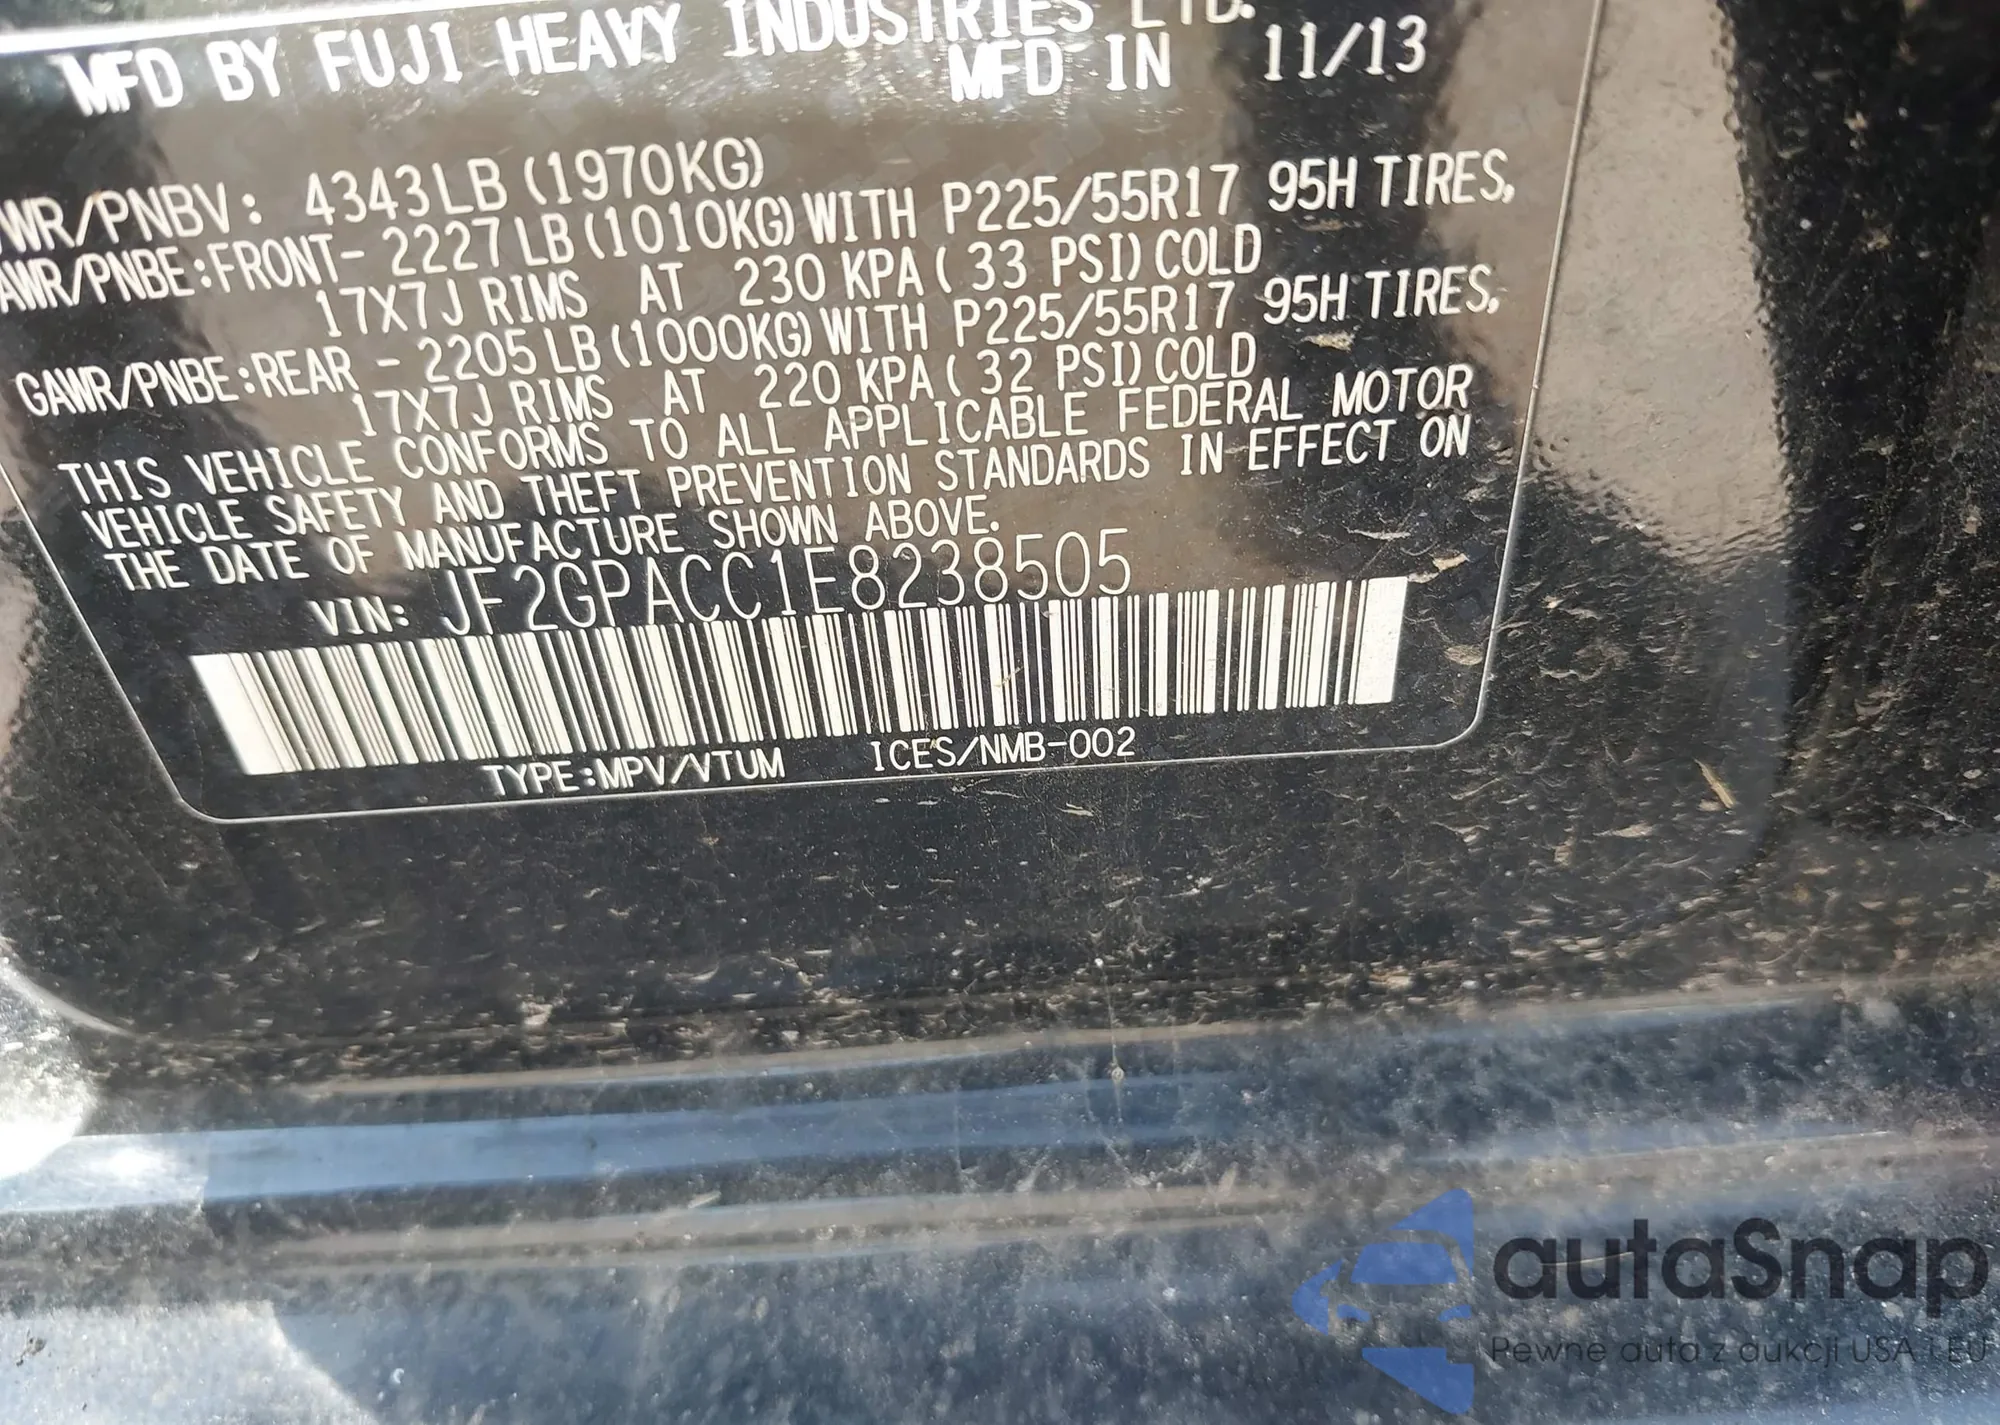 MFD BY FUJI HEAVY INDUSTRIES LTD.
MFD IN 11/13
WR/PNBV: 4343LB (1970KG)
AWR/PNBE:FRONT- 2227 LB (1010KG) WITH P225/55R17 95H TIRES,
17X7J RIMS AT 230 KPA ( 33 PSI) COLD
GAWR/PNBE:REAR - 2205 LB (1000KG) WITH P225/55R17 95H TIRES,
17X7J RIMS AT 220 KPA ( 32 PSI) COLD
THIS VEHICLE CONFORMS TO ALL APPLICABLE FEDERAL MOTOR
VEHICLE SAFETY AND THEFT PREVENTION STANDARDS IN EFFECT ON
THE DATE OF MANUFACTURE SHOWN ABOVE.
VIN: JF2GPACC1E8238505
TYPE:MPV/VTUM ICES/NMB-002
autaSnap
Pewne auta z aukcji USA i EU